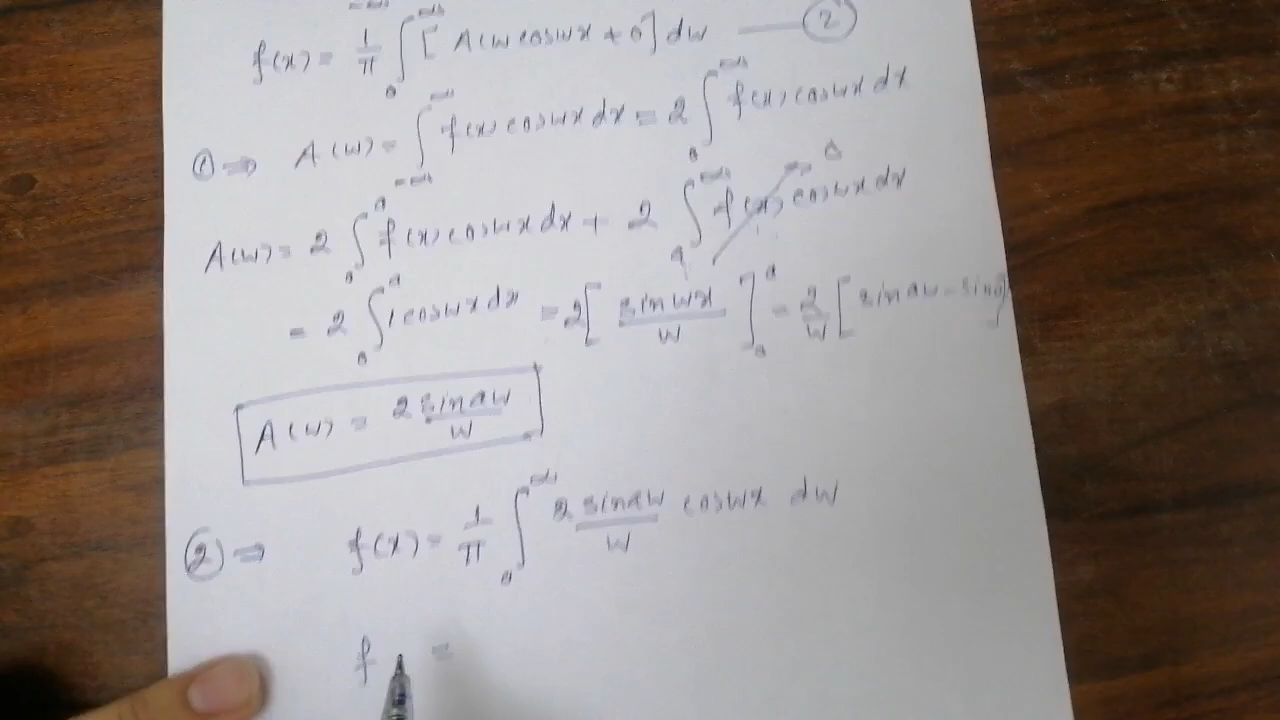 f(x) = 1/π ∫₀^∞ [ A(w) cos wx + 0 ] dw —— ②
① ⇒ A(w) = ∫_{-∞}^∞ f(x) cos wx dx = 2 ∫₀^∞ f(x) cos wx dx
A(w) = 2 ∫₀^a f(x) cos wx dx + 2 ∫_a^∞ f(x) cos wx dx → 0
= 2 ∫₀^a 1 cos wx dx = 2 [ sin wx / w ]₀^a = 2/w [ sin aw - sin 0 ]
A(w) = 2 sin aw / w
② ⇒ f(x) = 1/π ∫₀^∞ 2 sin aw / w cos wx dw
f =